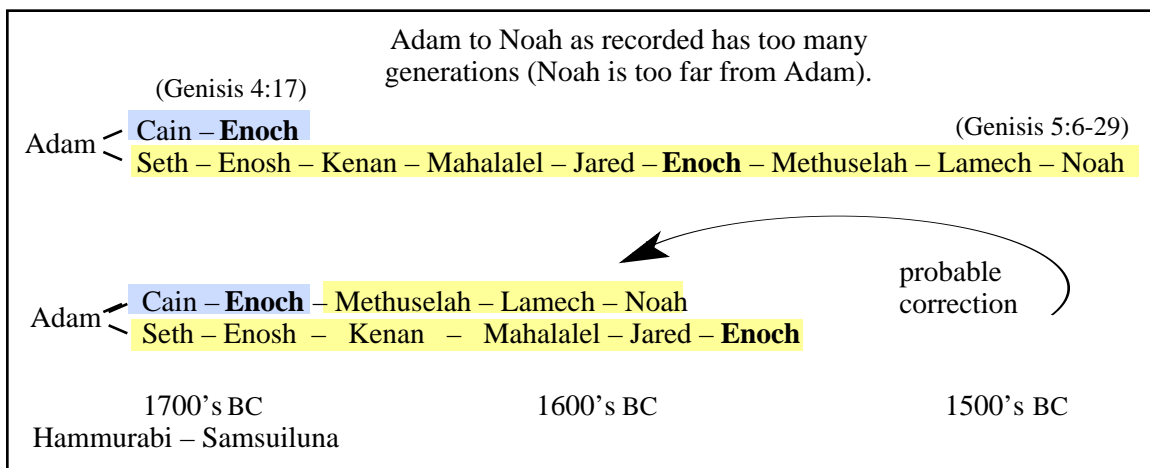 Adam to Noah as recorded has too many
generations (Noah is too far from Adam).
(Genisis 4:17)
(Genisis 5:6-29)
Cain – Enoch
Adam
Seth – Enosh – Kenan – Mahalalel – Jared – Enoch – Methuselah – Lamech – Noah
probable
correction
Cain – Enoch – Methuselah – Lamech – Noah
Adam
Seth – Enosh – Kenan – Mahalalel – Jared – Enoch
1700’s BC 1600’s BC 1500’s BC
Hammurabi – Samsuiluna